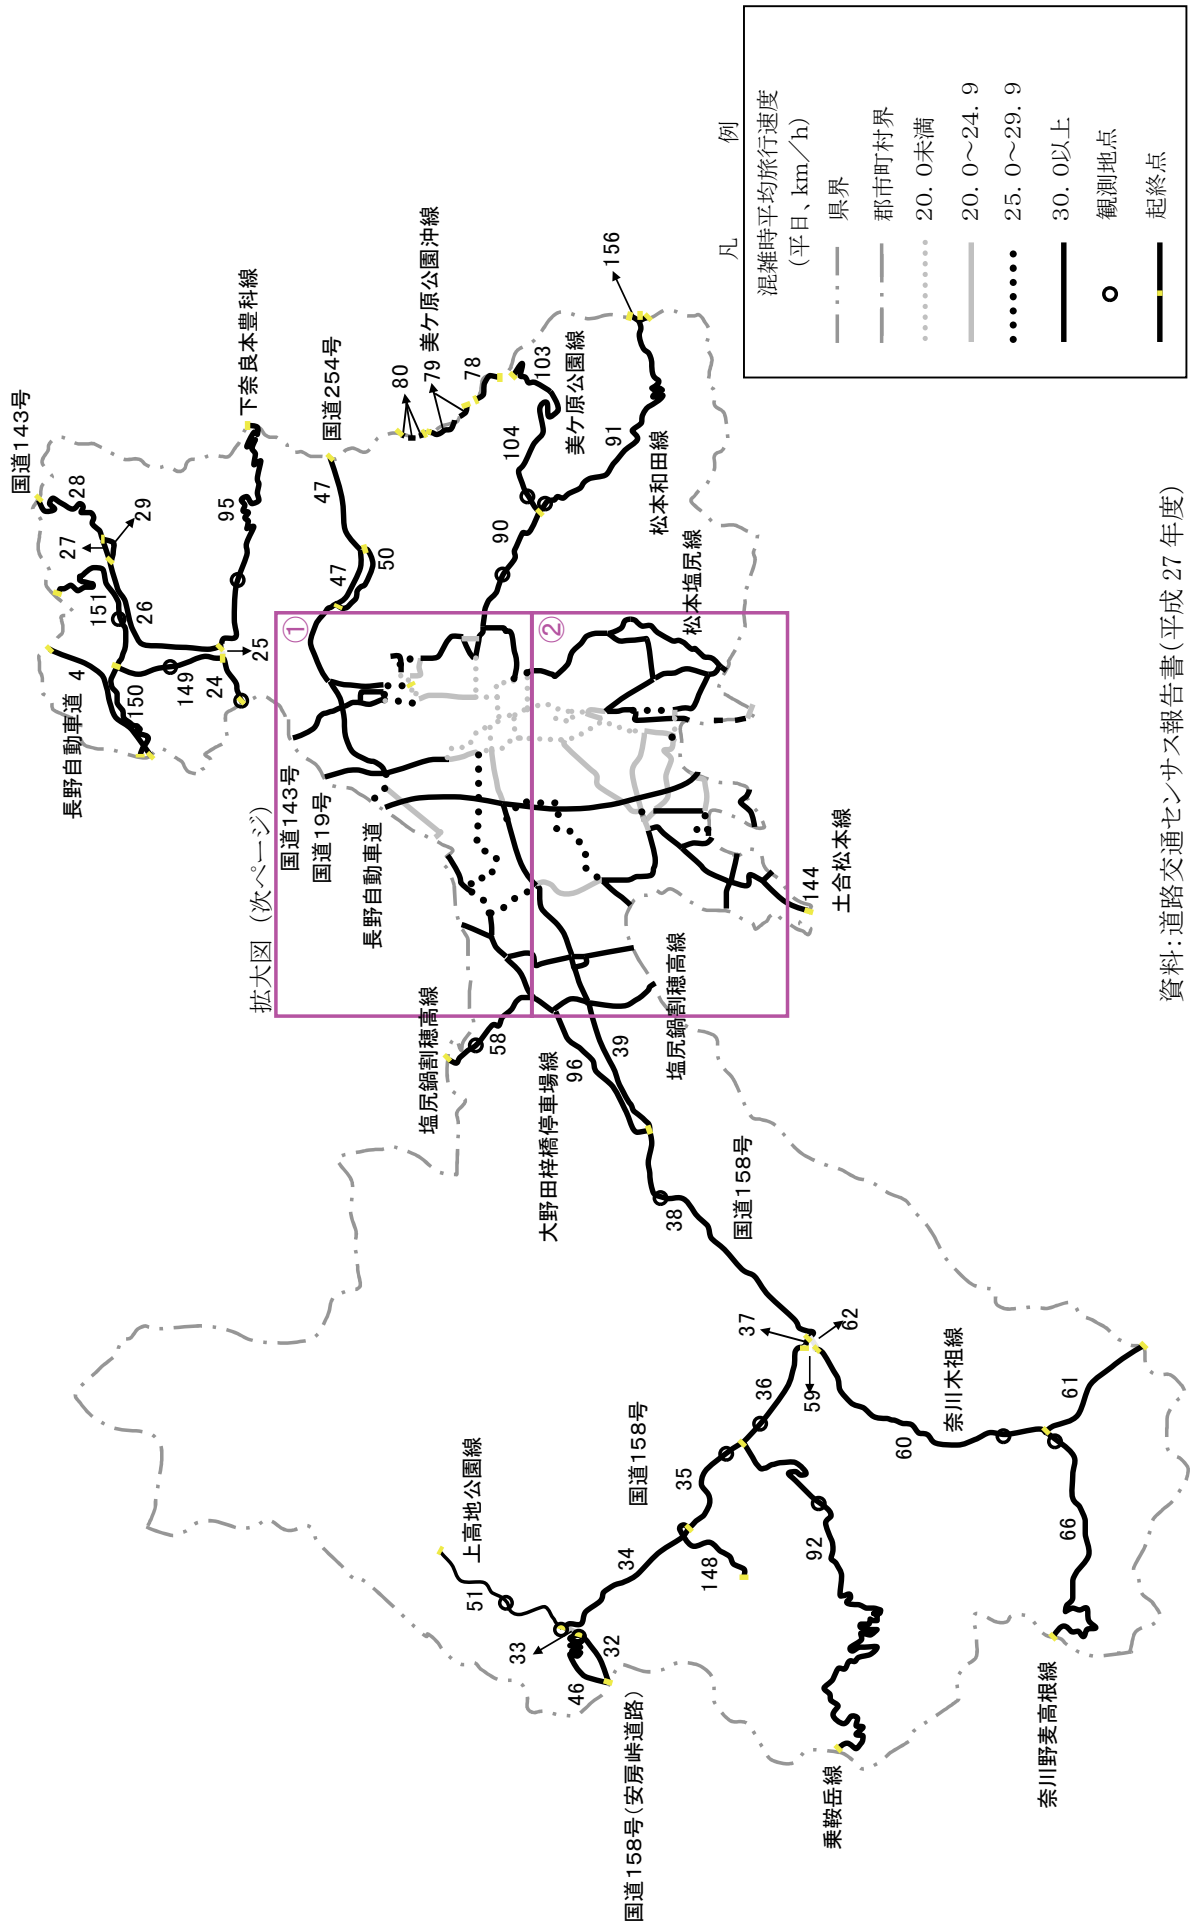 国道143号
28
27
29
151
26
4
長野自動車道
150
149
24
25
95
下奈良本豊科線
国道254号
47
47
50
80
79
美ケ原公園沖線
78
103
104
美ケ原公園線
90
91
松本和田線
156
松本塩尻線
拡大図（次ページ）
①
②
国道143号
国道19号
長野自動車道
144
土合松本線
塩尻鍋割穂高線
塩尻鍋割穂高線
58
96
39
大野田梓橋停車場線
38
国道158号
37
62
59
36
奈川木祖線
60
61
66
奈川野麦高根線
国道158号
35
34
148
92
乗鞍岳線
上高地公園線
51
33
32
46
国道158号（安房峠道路）
凡　例
混雑時平均旅行速度
（平日、km／h）
県界
郡市町村界
20．0未満
20．0～24．9
25．0～29．9
30．0以上
観測地点
起終点
資料：道路交通センサス報告書（平成 27 年度）